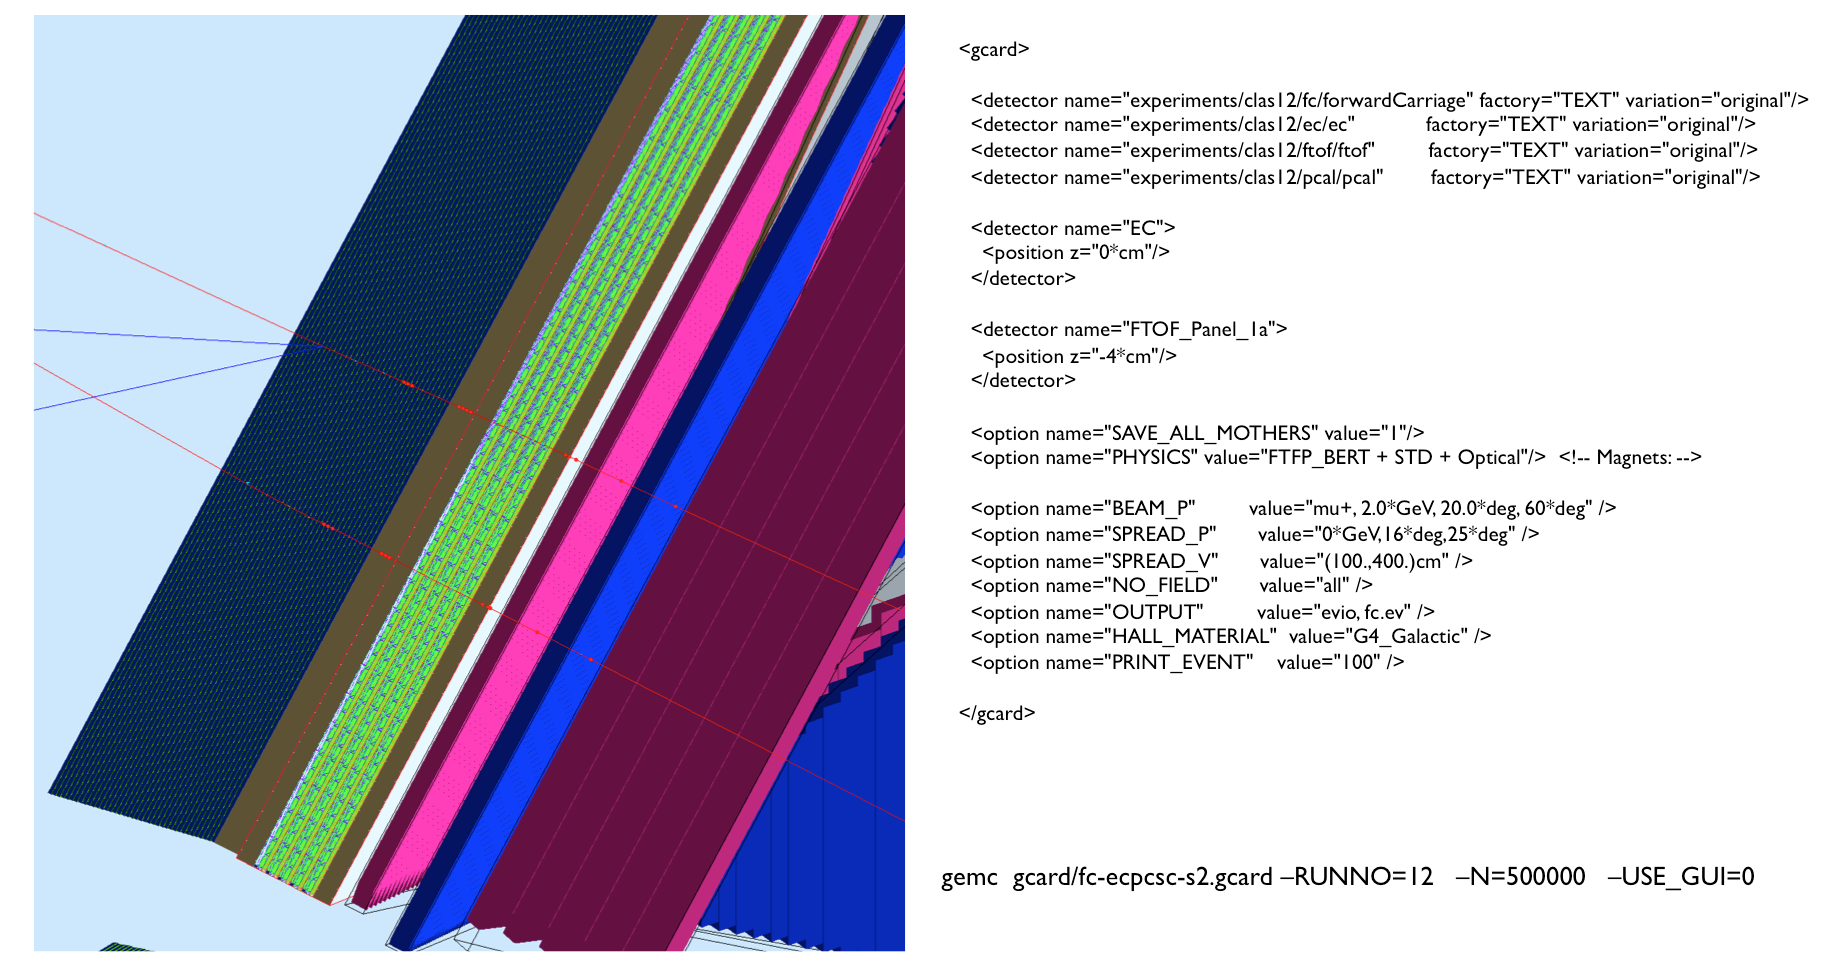 <gcard>
<detector name="experiments/clas12/fc/forwardCarriage" factory="TEXT" variation="original"/>
<detector name="experiments/clas12/ec/ec" factory="TEXT" variation="original"/>
<detector name="experiments/clas12/ftof/ftof" factory="TEXT" variation="original"/>
<detector name="experiments/clas12/pcal/pcal" factory="TEXT" variation="original"/>
<detector name="EC">
<position z="0*cm"/>
</detector>
<detector name="FTOF_Panel_1a">
<position z="-4*cm"/>
</detector>
<option name="SAVE_ALL_MOTHERS" value="1"/>
<option name="PHYSICS" value="FTFP_BERT + STD + Optical"/> <!-- Magnets: -->
<option name="BEAM_P" value="mu+, 2.0*GeV, 20.0*deg, 60*deg" />
<option name="SPREAD_P" value="0*GeV,16*deg,25*deg" />
<option name="SPREAD_V" value="(100.,400.)cm" />
<option name="NO_FIELD" value="all" />
<option name="OUTPUT" value="evio, fc.ev" />
<option name="HALL_MATERIAL" value="G4_Galactic" />
<option name="PRINT_EVENT" value="100" />
</gcard>
gemc gcard/fc-ecpcsc-s2.gcard –RUNNO=12 –N=500000 –USE_GUI=0